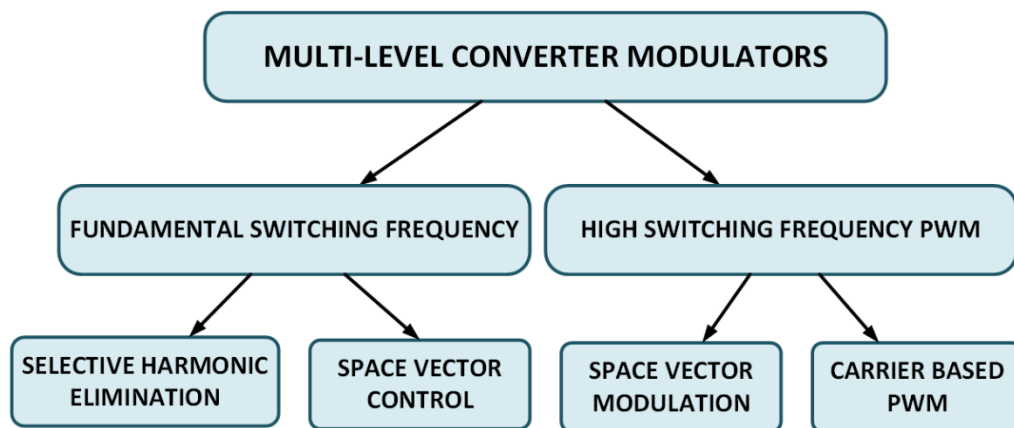 MULTI-LEVEL CONVERTER MODULATORS
FUNDAMENTAL SWITCHING FREQUENCY
HIGH SWITCHING FREQUENCY PWM
SELECTIVE HARMONIC
ELIMINATION
SPACE VECTOR
CONTROL
SPACE VECTOR
MODULATION
CARRIER BASED
PWM